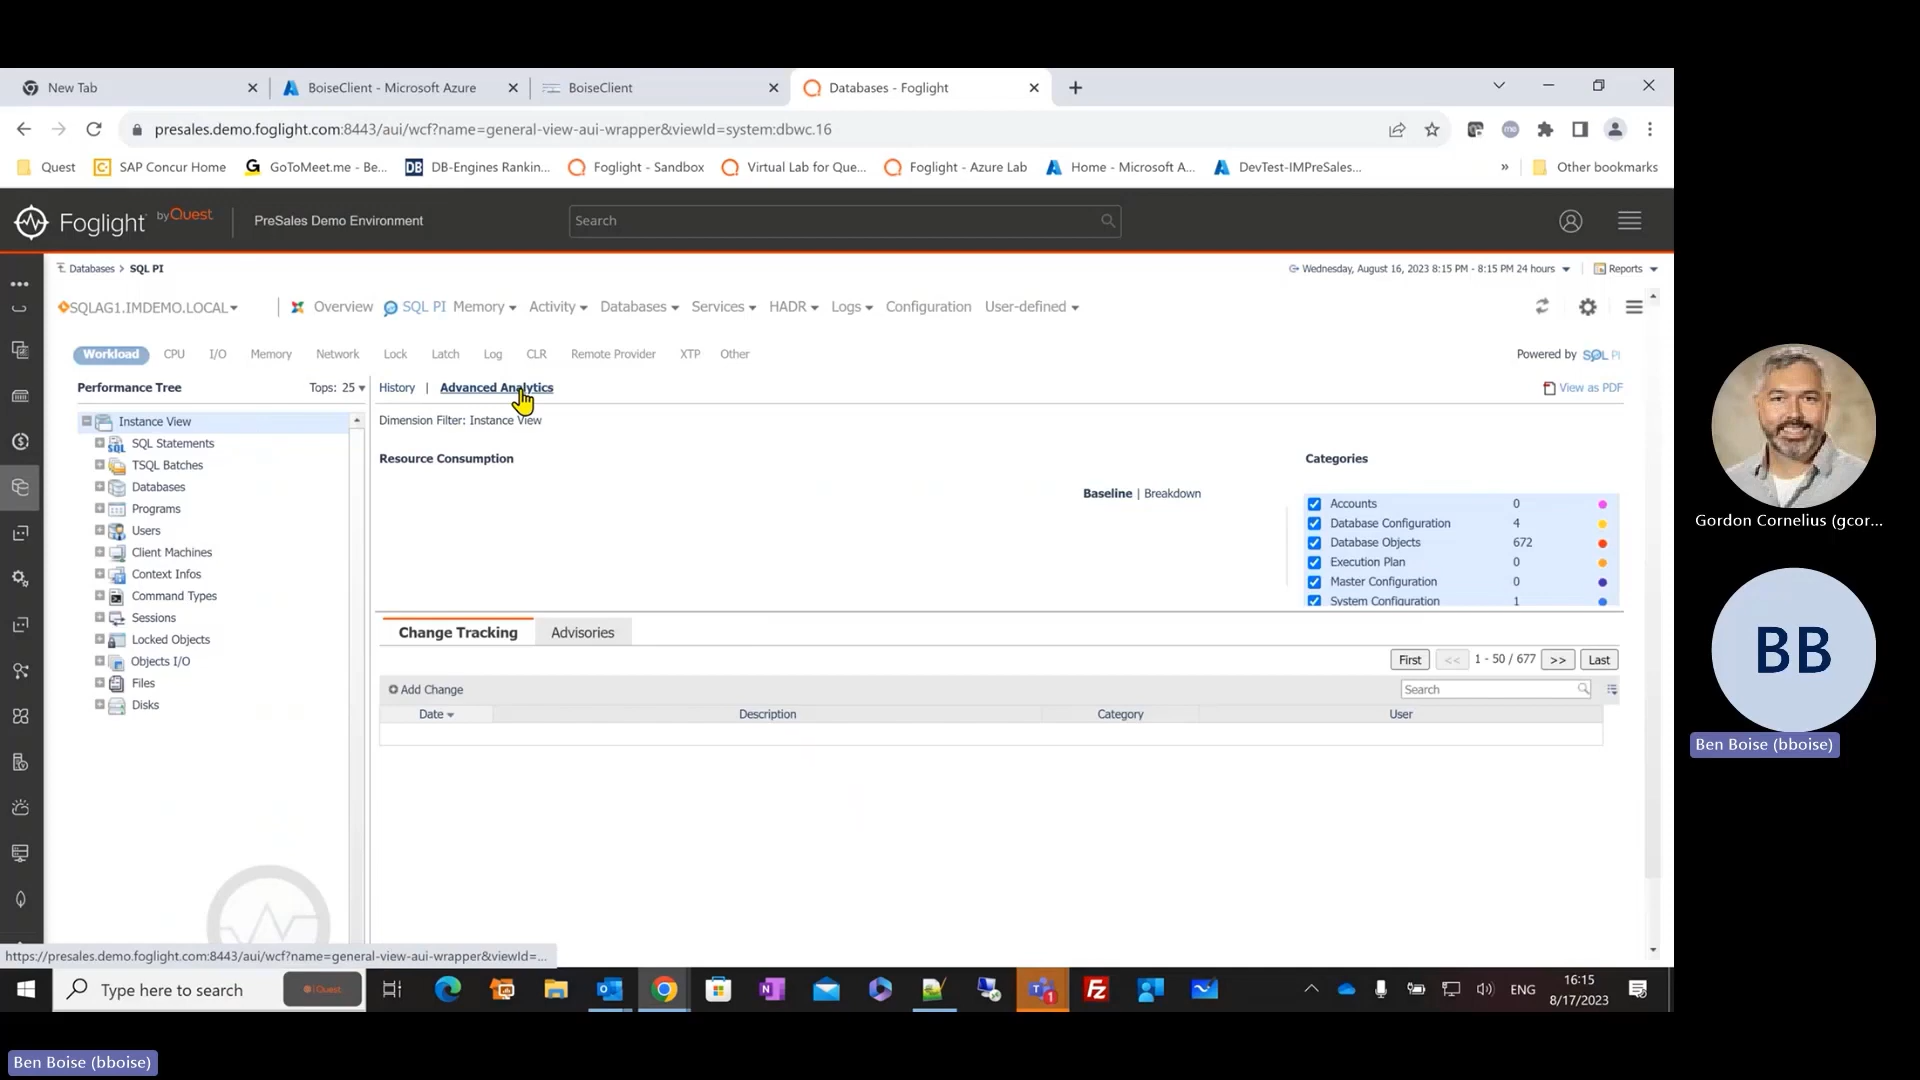 New Tab
BoiseClient - Microsoft Azure
BoiseClient
Databases - Foglight
presales.demo.foglight.com:8443/aui/wcf?name=general-view-aui-wrapper&viewId=system:dbwc.16
Quest
SAP Concur Home
GoToMeet.me - Be...
DB DB-Engines Rankin...
Foglight - Sandbox
Virtual Lab for Que...
Foglight - Azure Lab
Home - Microsoft A...
DevTest-IMPreSales...
»
Other bookmarks
Foglight by Quest
PreSales Demo Environment
Search
Databases > SQL PI
Wednesday, August 16, 2023 8:15 PM - 8:15 PM 24 hours
Reports
SQLAG1.IMDEMO.LOCAL
Overview
SQL PI
Memory
Activity
Databases
Services
HADR
Logs
Configuration
User-defined
Workload
CPU
I/O
Memory
Network
Lock
Latch
Log
CLR
Remote Provider
XTP
Other
Powered by SQL PI
Performance Tree
Tops: 25
History | Advanced Analytics
View as PDF
Instance View
SQL Statements
TSQL Batches
Databases
Programs
Users
Client Machines
Context Infos
Command Types
Sessions
Locked Objects
Objects I/O
Files
Disks
Dimension Filter: Instance View
Resource Consumption
Baseline | Breakdown
Categories
Accounts 0
Database Configuration 4
Database Objects 672
Execution Plan 0
Master Configuration 0
System Configuration 1
Change Tracking
Advisories
First << 1 - 50 / 677 >> Last
Add Change
Search
Date
Description
Category
User
https://presales.demo.foglight.com:8443/aui/wcf?name=general-view-aui-wrapper&viewId=...
Type here to search
Quest
ENG
16:15
8/17/2023
Gordon Cornelius (gcor...
BB
Ben Boise (bboise)
Ben Boise (bboise)